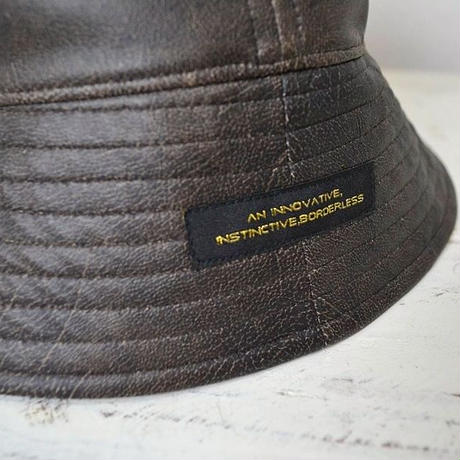 AN INNOVATIVE,
INSTINCTIVE,BORDERLESS